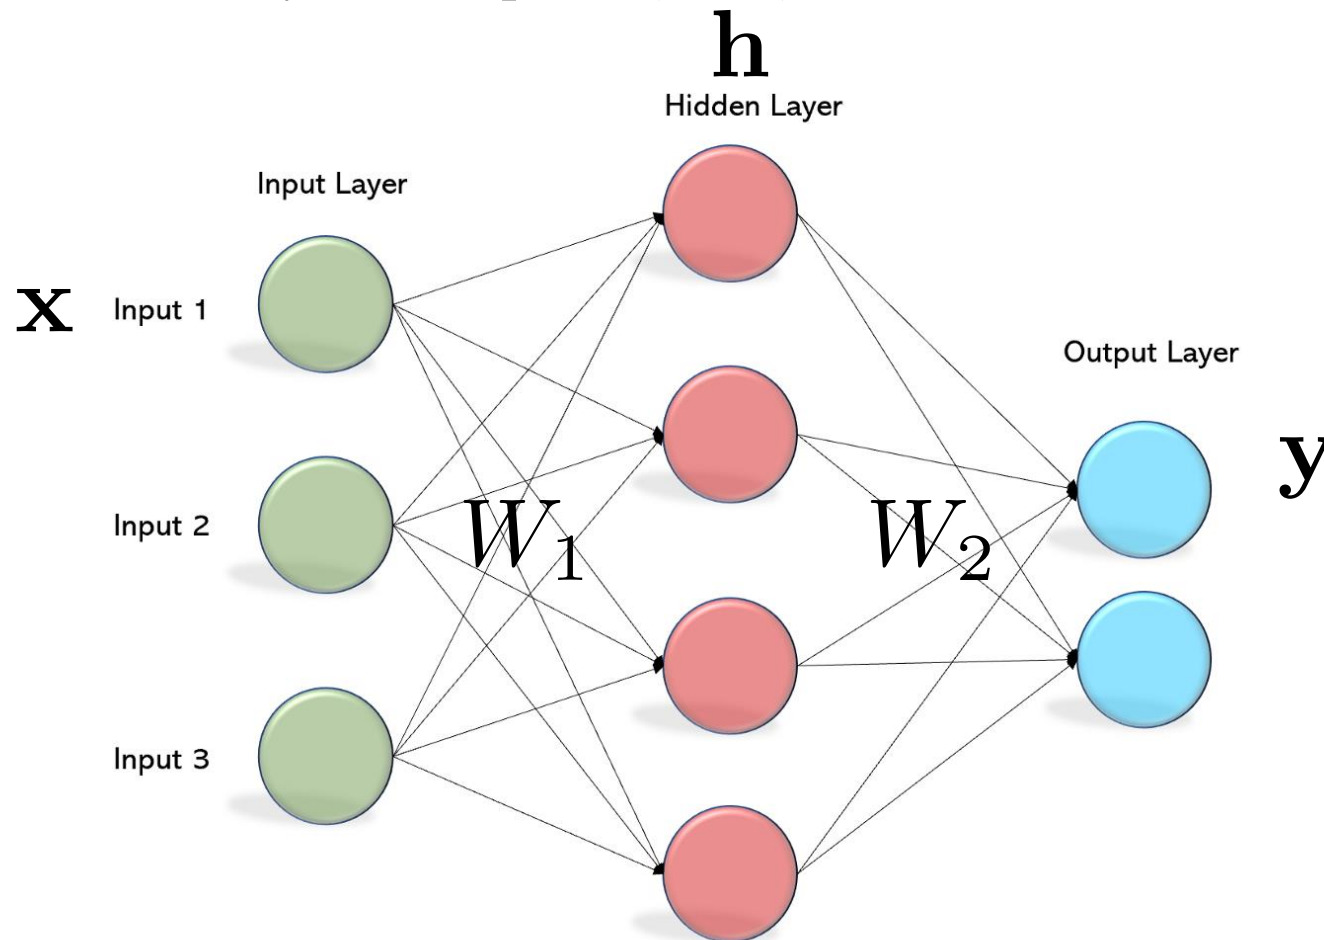 h
Hidden Layer
Input Layer
x
Input 1
Output Layer
y
Input 2
W₁
W₂
Input 3